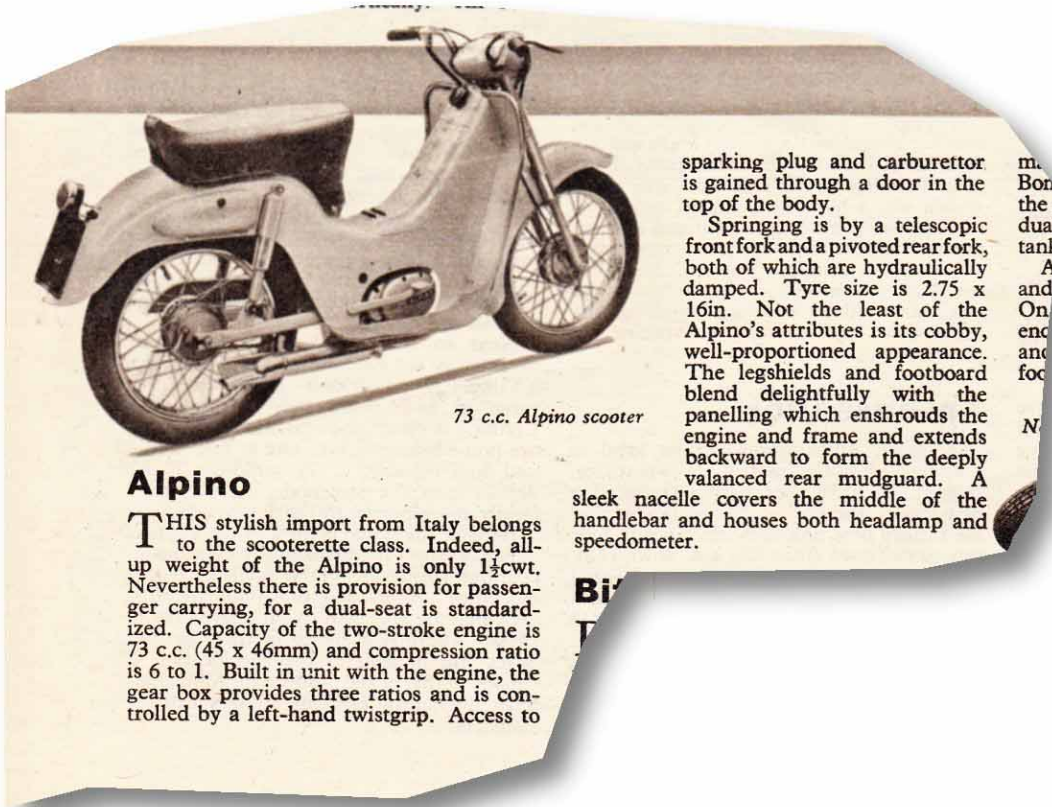 73 c.c. Alpino scooter
Alpino
THIS stylish import from Italy belongs
to the scooterette class. Indeed, all-
up weight of the Alpino is only 1½cwt.
Nevertheless there is provision for passen-
ger carrying, for a dual-seat is standard-
ized. Capacity of the two-stroke engine is
73 c.c. (45 x 46mm) and compression ratio
is 6 to 1. Built in unit with the engine, the
gear box provides three ratios and is con-
trolled by a left-hand twistgrip. Access to
sparking plug and carburettor
is gained through a door in the
top of the body.
Springing is by a telescopic
front fork and a pivoted rear fork,
both of which are hydraulically
damped. Tyre size is 2.75 x
16in. Not the least of the
Alpino's attributes is its cobby,
well-proportioned appearance.
The legshields and footboard
blend delightfully with the
panelling which enshrouds the
engine and frame and extends
backward to form the deeply
valanced rear mudguard. A
sleek nacelle covers the middle of the
handlebar and houses both headlamp and
speedometer.
the
and
On
and